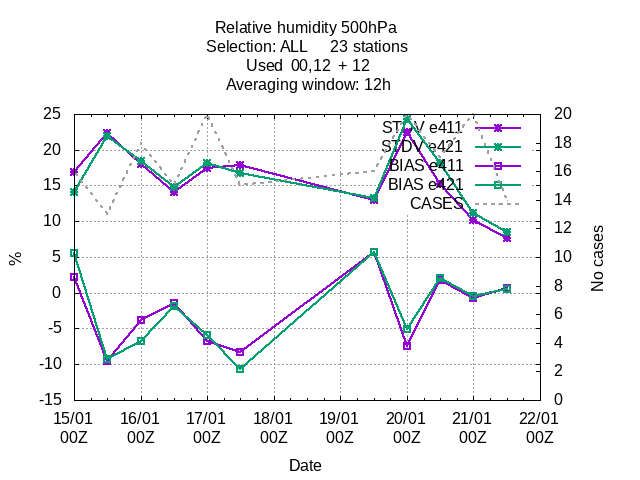 Relative humidity 500hPa
Selection: ALL 23 stations
Used 00,12 + 12
Averaging window: 12h
25
20
15
10
5
0
-5
-10
-15
%
20
18
16
14
12
10
8
6
4
2
0
No cases
STDV e411
STDV e421
BIAS e411
BIAS e421
CASES
15/01 16/01 17/01 18/01 19/01 20/01 21/01 22/01
00Z 00Z 00Z 00Z 00Z 00Z 00Z 00Z
Date